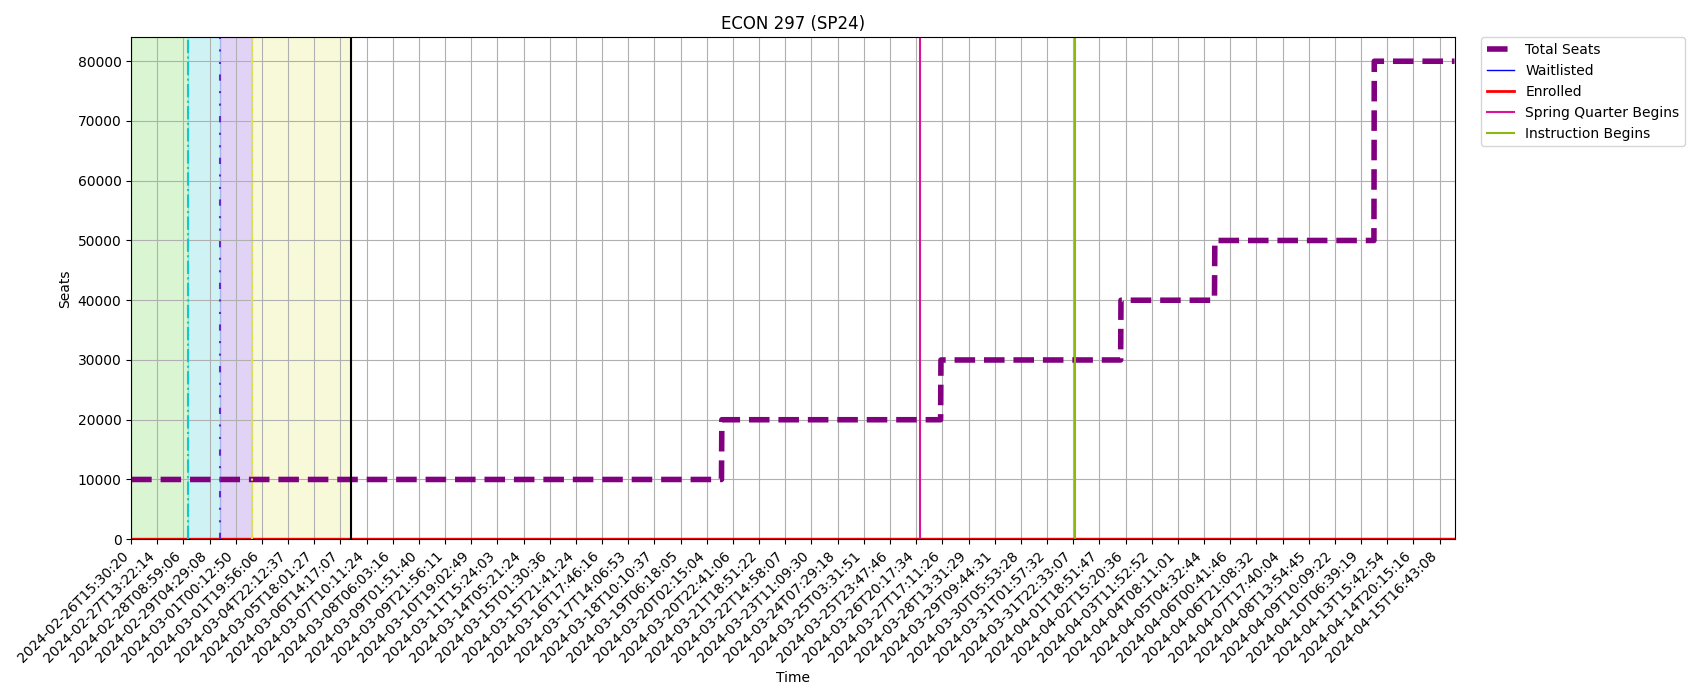 ECON 297 (SP24)
Total Seats
Waitlisted
Enrolled
Spring Quarter Begins
Instruction Begins
Seats
80000
70000
60000
50000
40000
30000
20000
10000
0
2024-02-26T15:30:20
2024-02-27T13:22:14
2024-02-28T08:59:06
2024-02-29T04:29:08
2024-03-01T00:12:50
2024-03-01T19:56:06
2024-03-04T22:12:37
2024-03-05T18:01:27
2024-03-06T14:17:07
2024-03-07T10:11:24
2024-03-08T06:03:16
2024-03-09T01:51:40
2024-03-09T21:56:11
2024-03-10T19:02:49
2024-03-11T15:24:03
2024-03-14T05:21:24
2024-03-15T01:30:36
2024-03-15T21:41:24
2024-03-16T17:46:16
2024-03-17T14:06:53
2024-03-18T10:10:37
2024-03-19T06:18:05
2024-03-20T02:15:04
2024-03-20T22:41:06
2024-03-21T18:51:22
2024-03-22T14:58:07
2024-03-23T11:09:30
2024-03-24T07:29:18
2024-03-25T03:31:51
2024-03-25T23:47:46
2024-03-26T20:17:34
2024-03-27T17:11:26
2024-03-28T13:31:29
2024-03-29T09:44:31
2024-03-30T05:53:28
2024-03-31T01:57:32
2024-03-31T22:33:07
2024-04-01T18:51:47
2024-04-02T15:20:36
2024-04-03T11:52:52
2024-04-04T08:11:01
2024-04-05T04:32:44
2024-04-06T00:41:46
2024-04-06T21:08:32
2024-04-07T17:40:04
2024-04-08T13:54:45
2024-04-09T10:09:22
2024-04-10T06:39:19
2024-04-13T15:42:54
2024-04-14T20:15:16
2024-04-15T16:43:08
Time